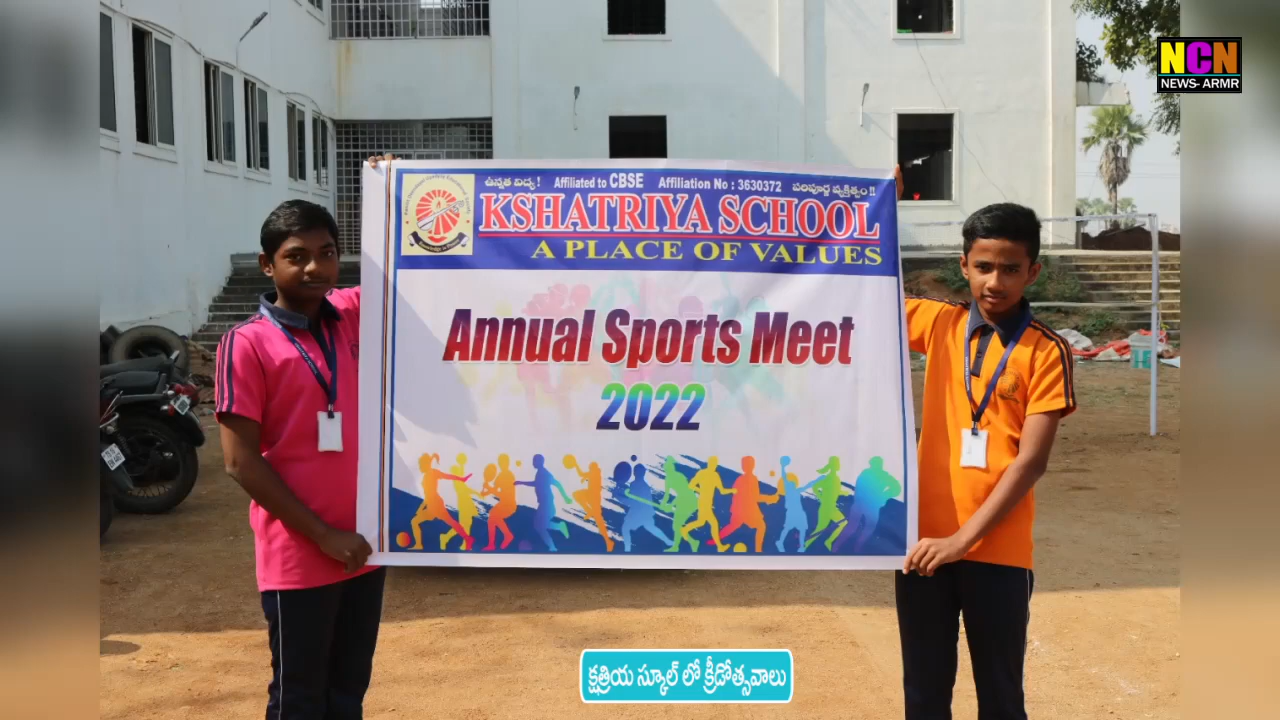 NCN
NEWS- ARMR
ఉన్నత విద్య! Affiliated to CBSE Affiliation No : 3630372 పరిపూర్ణ వ్యక్తిత్వం !!
KSHATRIYA SCHOOL
A PLACE OF VALUES
Annual Sports Meet
2022
క్షత్రియ స్కూల్ లో క్రీడోత్సవాలు